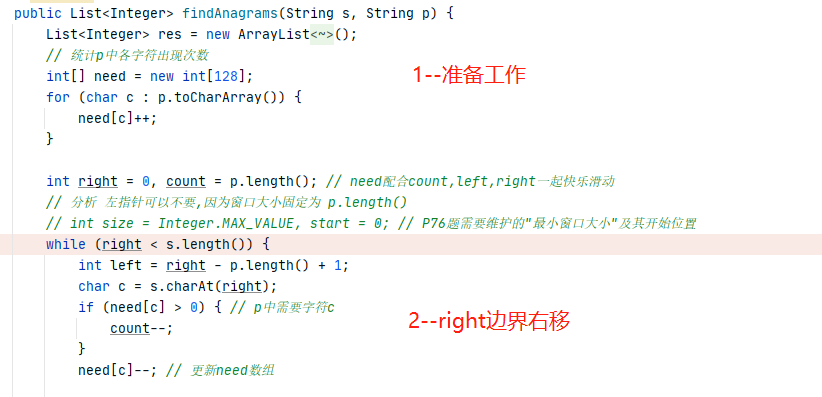 public List<Integer> findAnagrams(String s, String p) {
List<Integer> res = new ArrayList<~>();
// 统计p中各字符出现次数
int[] need = new int[128];
1--准备工作
for (char c : p.toCharArray()) {
need[c]++;
}
int right = 0, count = p.length(); // need配合count,left,right一起快乐滑动
// 分析 左指针可以不要,因为窗口大小固定为 p.length()
// int size = Integer.MAX_VALUE, start = 0; // P76题需要维护的"最小窗口大小"及其开始位置
while (right < s.length()) {
int left = right - p.length() + 1;
char c = s.charAt(right);
if (need[c] > 0) { // p中需要字符c
2--right边界右移
count--;
}
need[c]--; // 更新need数组